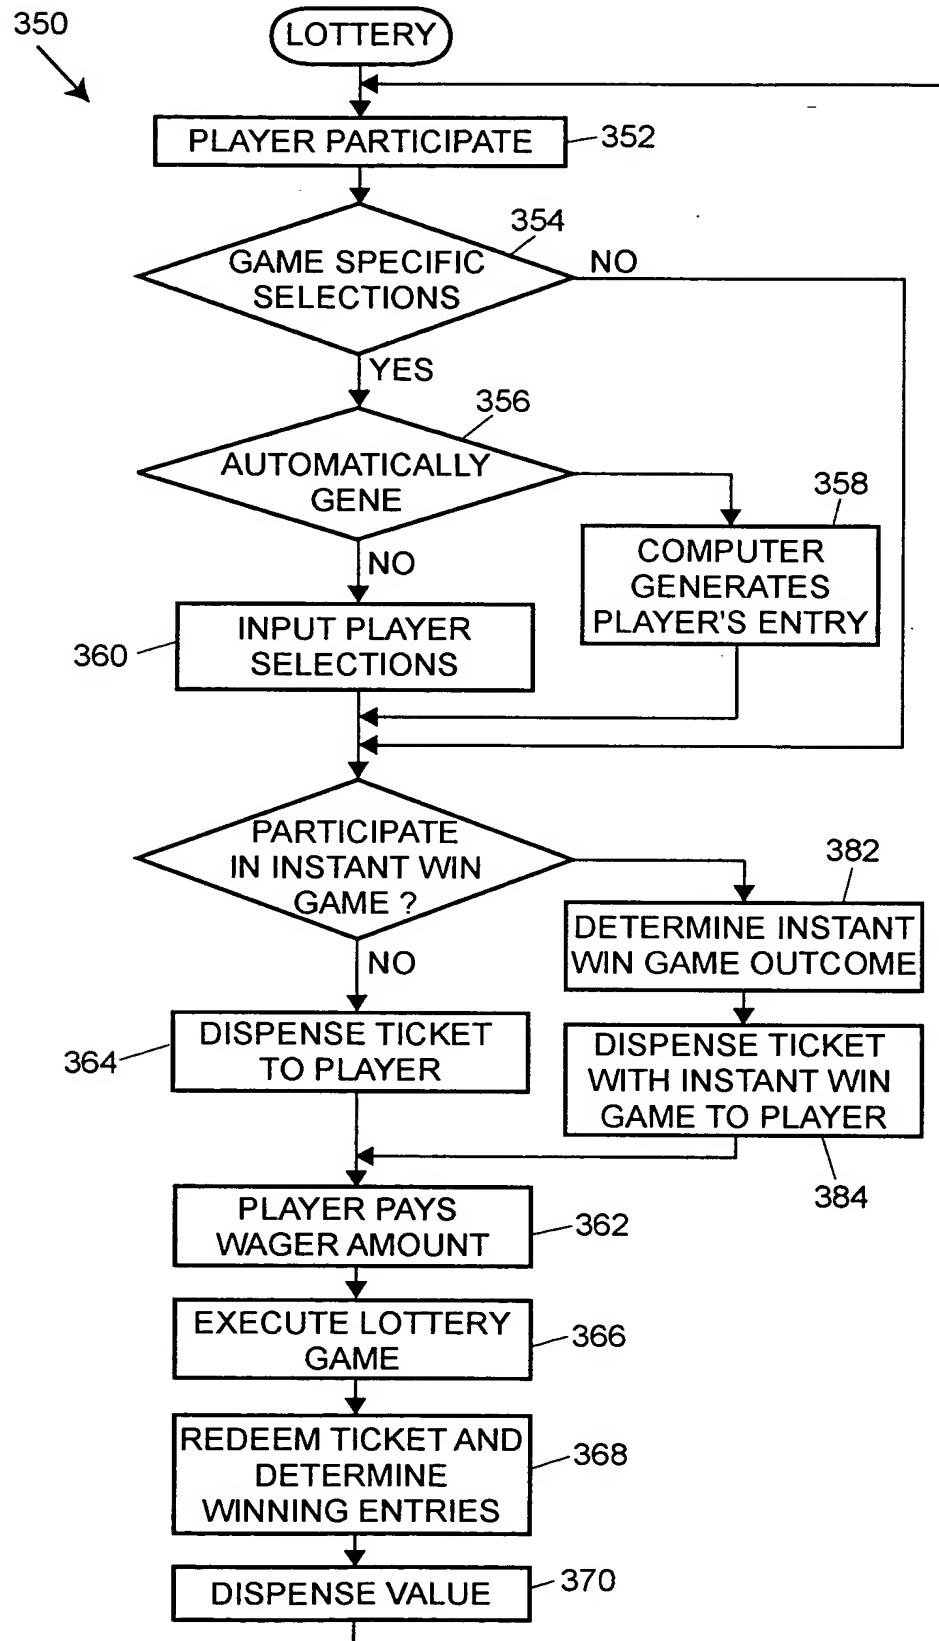 350
LOTTERY
PLAYER PARTICIPATE
352
354
GAME SPECIFIC
SELECTIONS
NO
YES
356
AUTOMATICALLY
GENE
358
COMPUTER
GENERATES
PLAYER'S ENTRY
NO
INPUT PLAYER
SELECTIONS
360
PARTICIPATE
IN INSTANT WIN
GAME ?
382
DETERMINE INSTANT
WIN GAME OUTCOME
NO
DISPENSE TICKET
TO PLAYER
364
DISPENSE TICKET
WITH INSTANT WIN
GAME TO PLAYER
384
PLAYER PAYS
WAGER AMOUNT
362
EXECUTE LOTTERY
GAME
366
REDEEM TICKET AND
DETERMINE
WINNING ENTRIES
368
DISPENSE VALUE
370